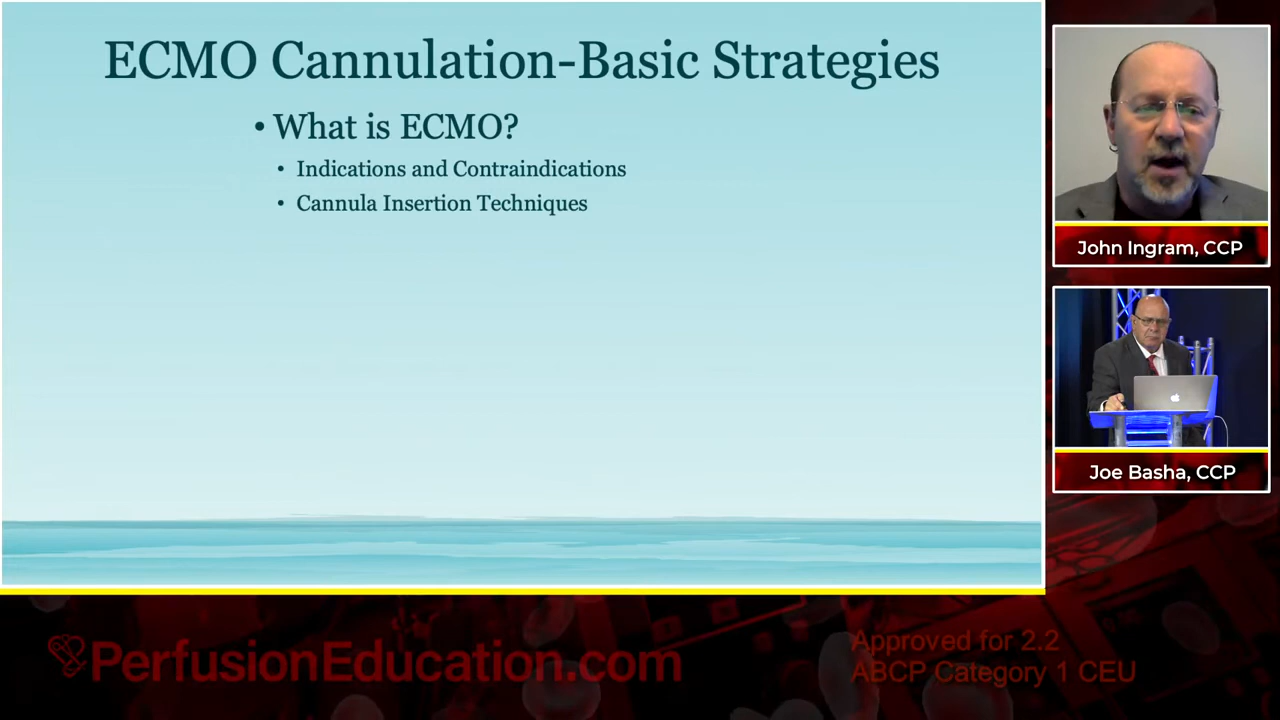 ECMO Cannulation-Basic Strategies
• What is ECMO?
• Indications and Contraindications
• Cannula Insertion Techniques
John Ingram, CCP
Joe Basha, CCP
PerfusionEducation.com
Approved for 2.2
ABCP Category 1 CEU